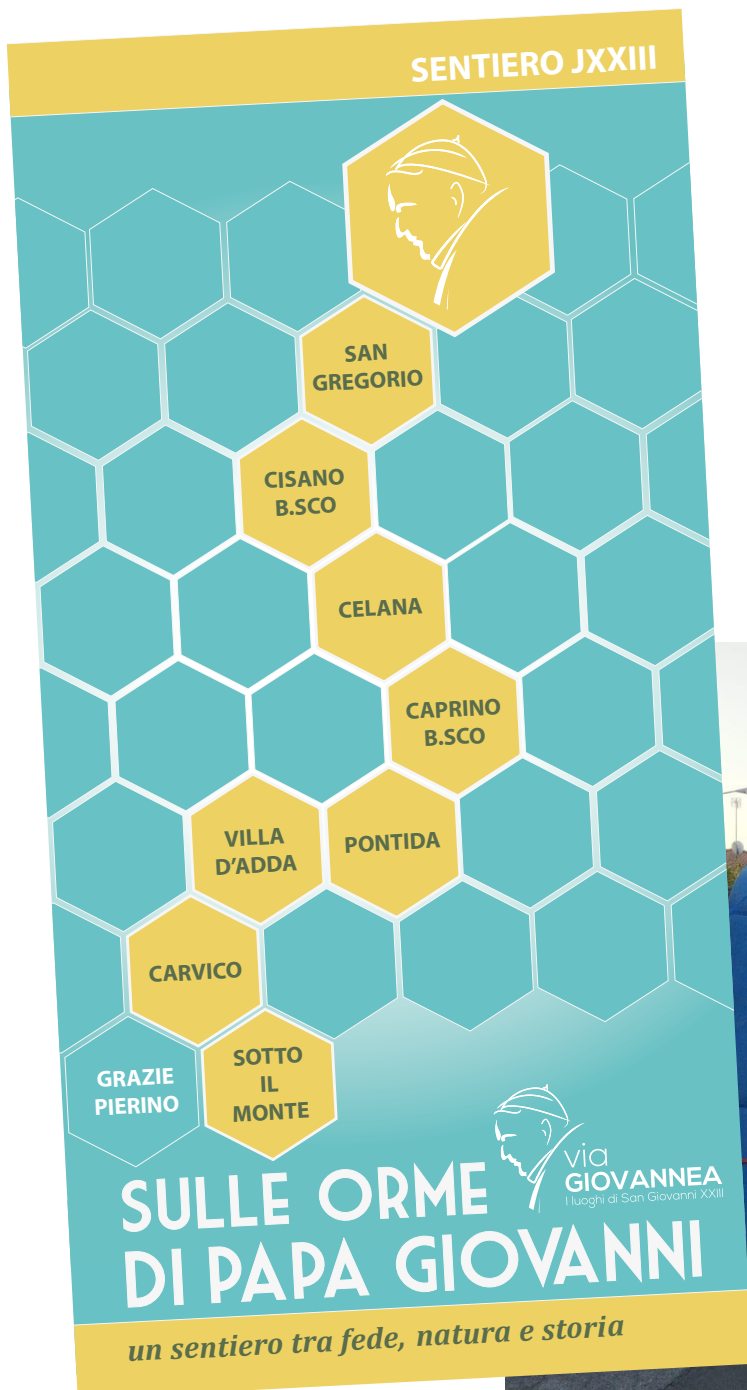 SENTIERO JXXIII
SAN
GREGORIO
CISANO
B.SCO
CELANA
CAPRINO
B.SCO
VILLA
D'ADDA
PONTIDA
CARVICO
GRAZIE
PIERINO
SOTTO
IL
MONTE
via
GIOVANNEA
I luoghi di San Giovanni XXIII
SULLE ORME
DI PAPA GIOVANNI
un sentiero tra fede, natura e storia